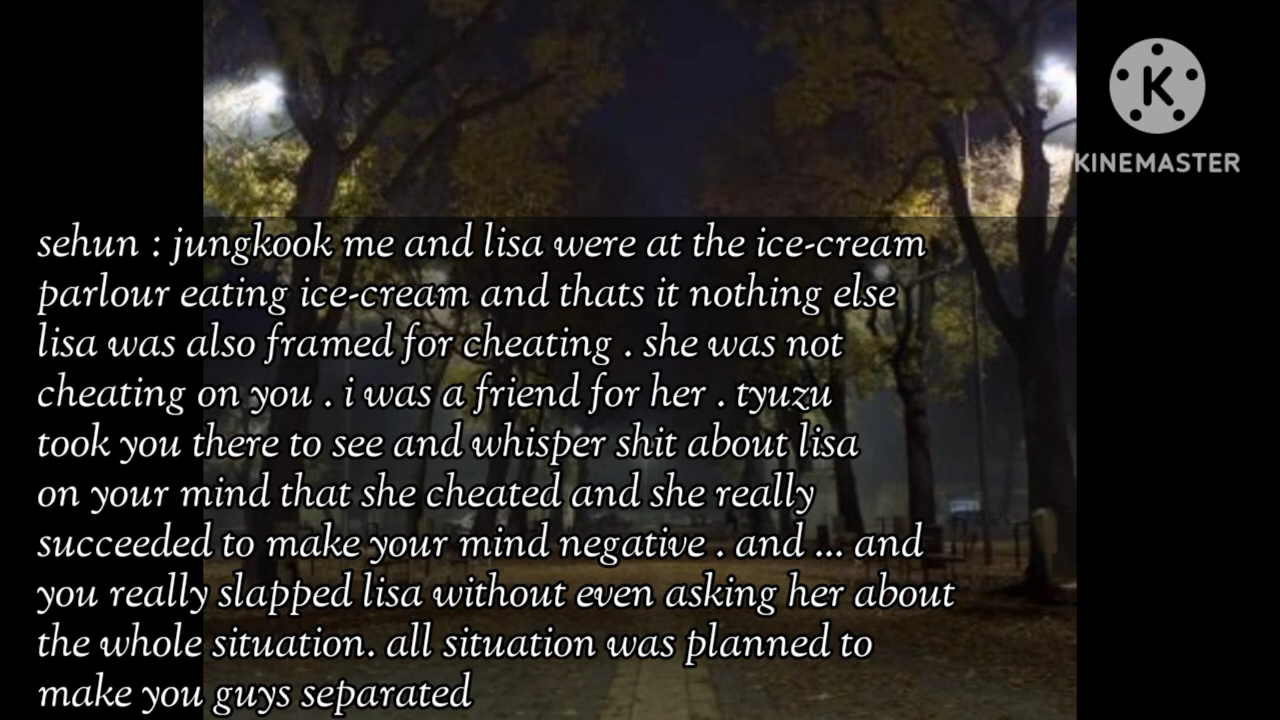 K
KINEMASTER
sehun : jungkook me and lisa were at the ice-cream
parlour eating ice-cream and thats it nothing else
lisa was also framed for cheating . she was not
cheating on you . i was a friend for her . tyuzu
took you there to see and whisper shit about lisa
on your mind that she cheated and she really
succeeded to make your mind negative . and ... and
you really slapped lisa without even asking her about
the whole situation. all situation was planned to
make you guys separated